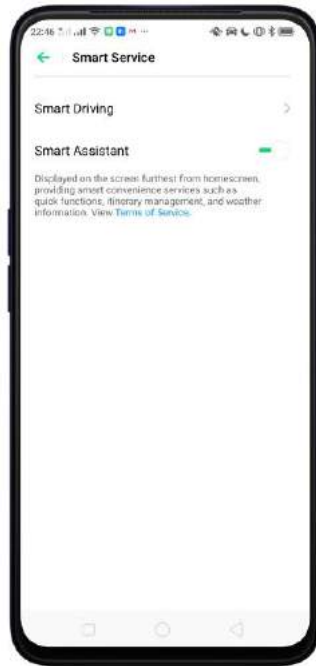 22:46
Smart Service
Smart Driving
Smart Assistant
Displayed on the screen furthest from homescreen,
providing smart convenience services such as
quick functions, itinerary management, and weather
information. View Terms of Service.